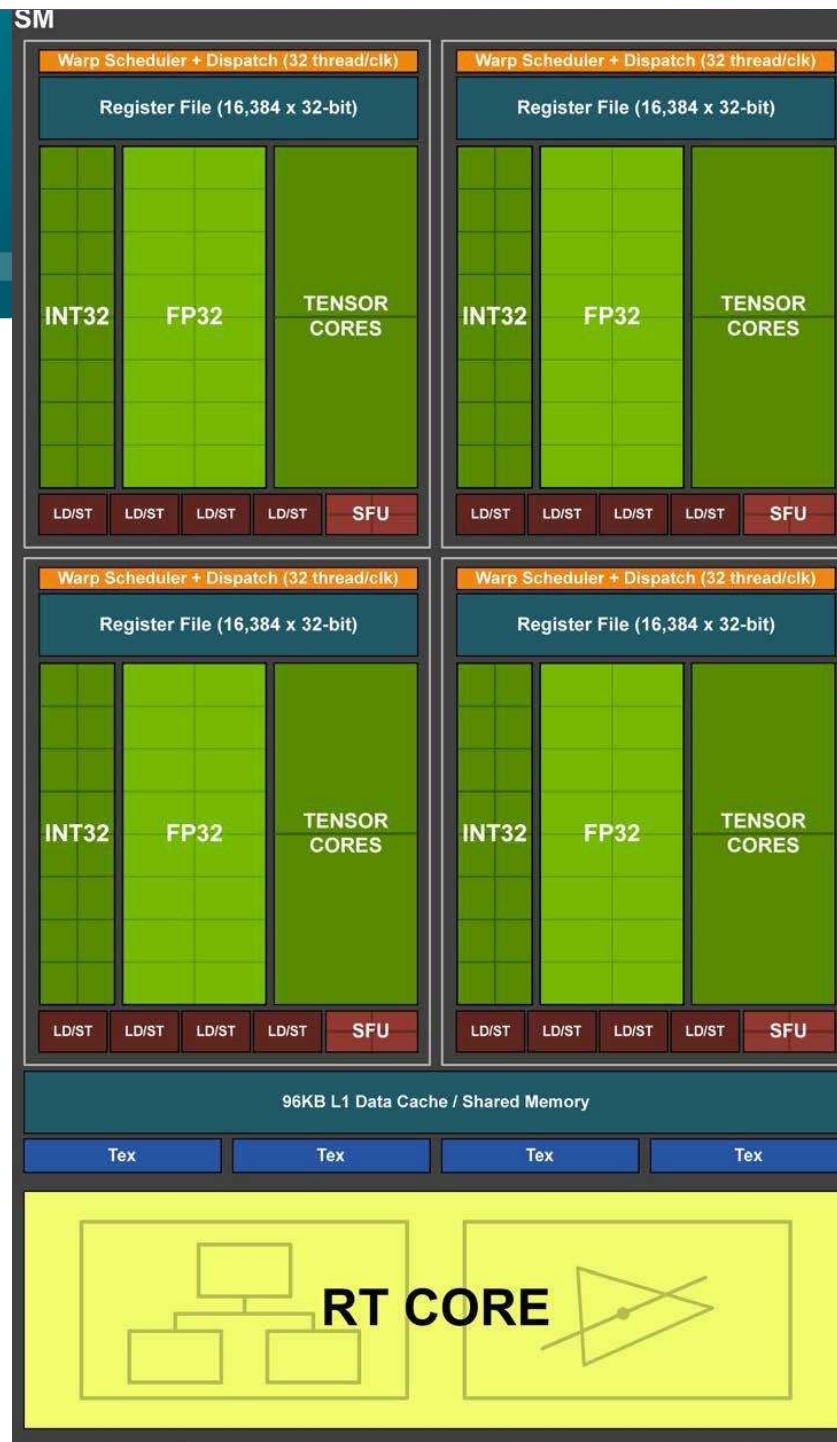 SM
Warp Scheduler + Dispatch (32 thread/clk)
Register File (16,384 x 32-bit)
INT32
FP32
TENSOR
CORES
LD/ST
LD/ST
LD/ST
LD/ST
SFU
Warp Scheduler + Dispatch (32 thread/clk)
Register File (16,384 x 32-bit)
INT32
FP32
TENSOR
CORES
LD/ST
LD/ST
LD/ST
LD/ST
SFU
Warp Scheduler + Dispatch (32 thread/clk)
Register File (16,384 x 32-bit)
INT32
FP32
TENSOR
CORES
LD/ST
LD/ST
LD/ST
LD/ST
SFU
Warp Scheduler + Dispatch (32 thread/clk)
Register File (16,384 x 32-bit)
INT32
FP32
TENSOR
CORES
LD/ST
LD/ST
LD/ST
LD/ST
SFU
96KB L1 Data Cache / Shared Memory
Tex
Tex
Tex
Tex
RT CORE